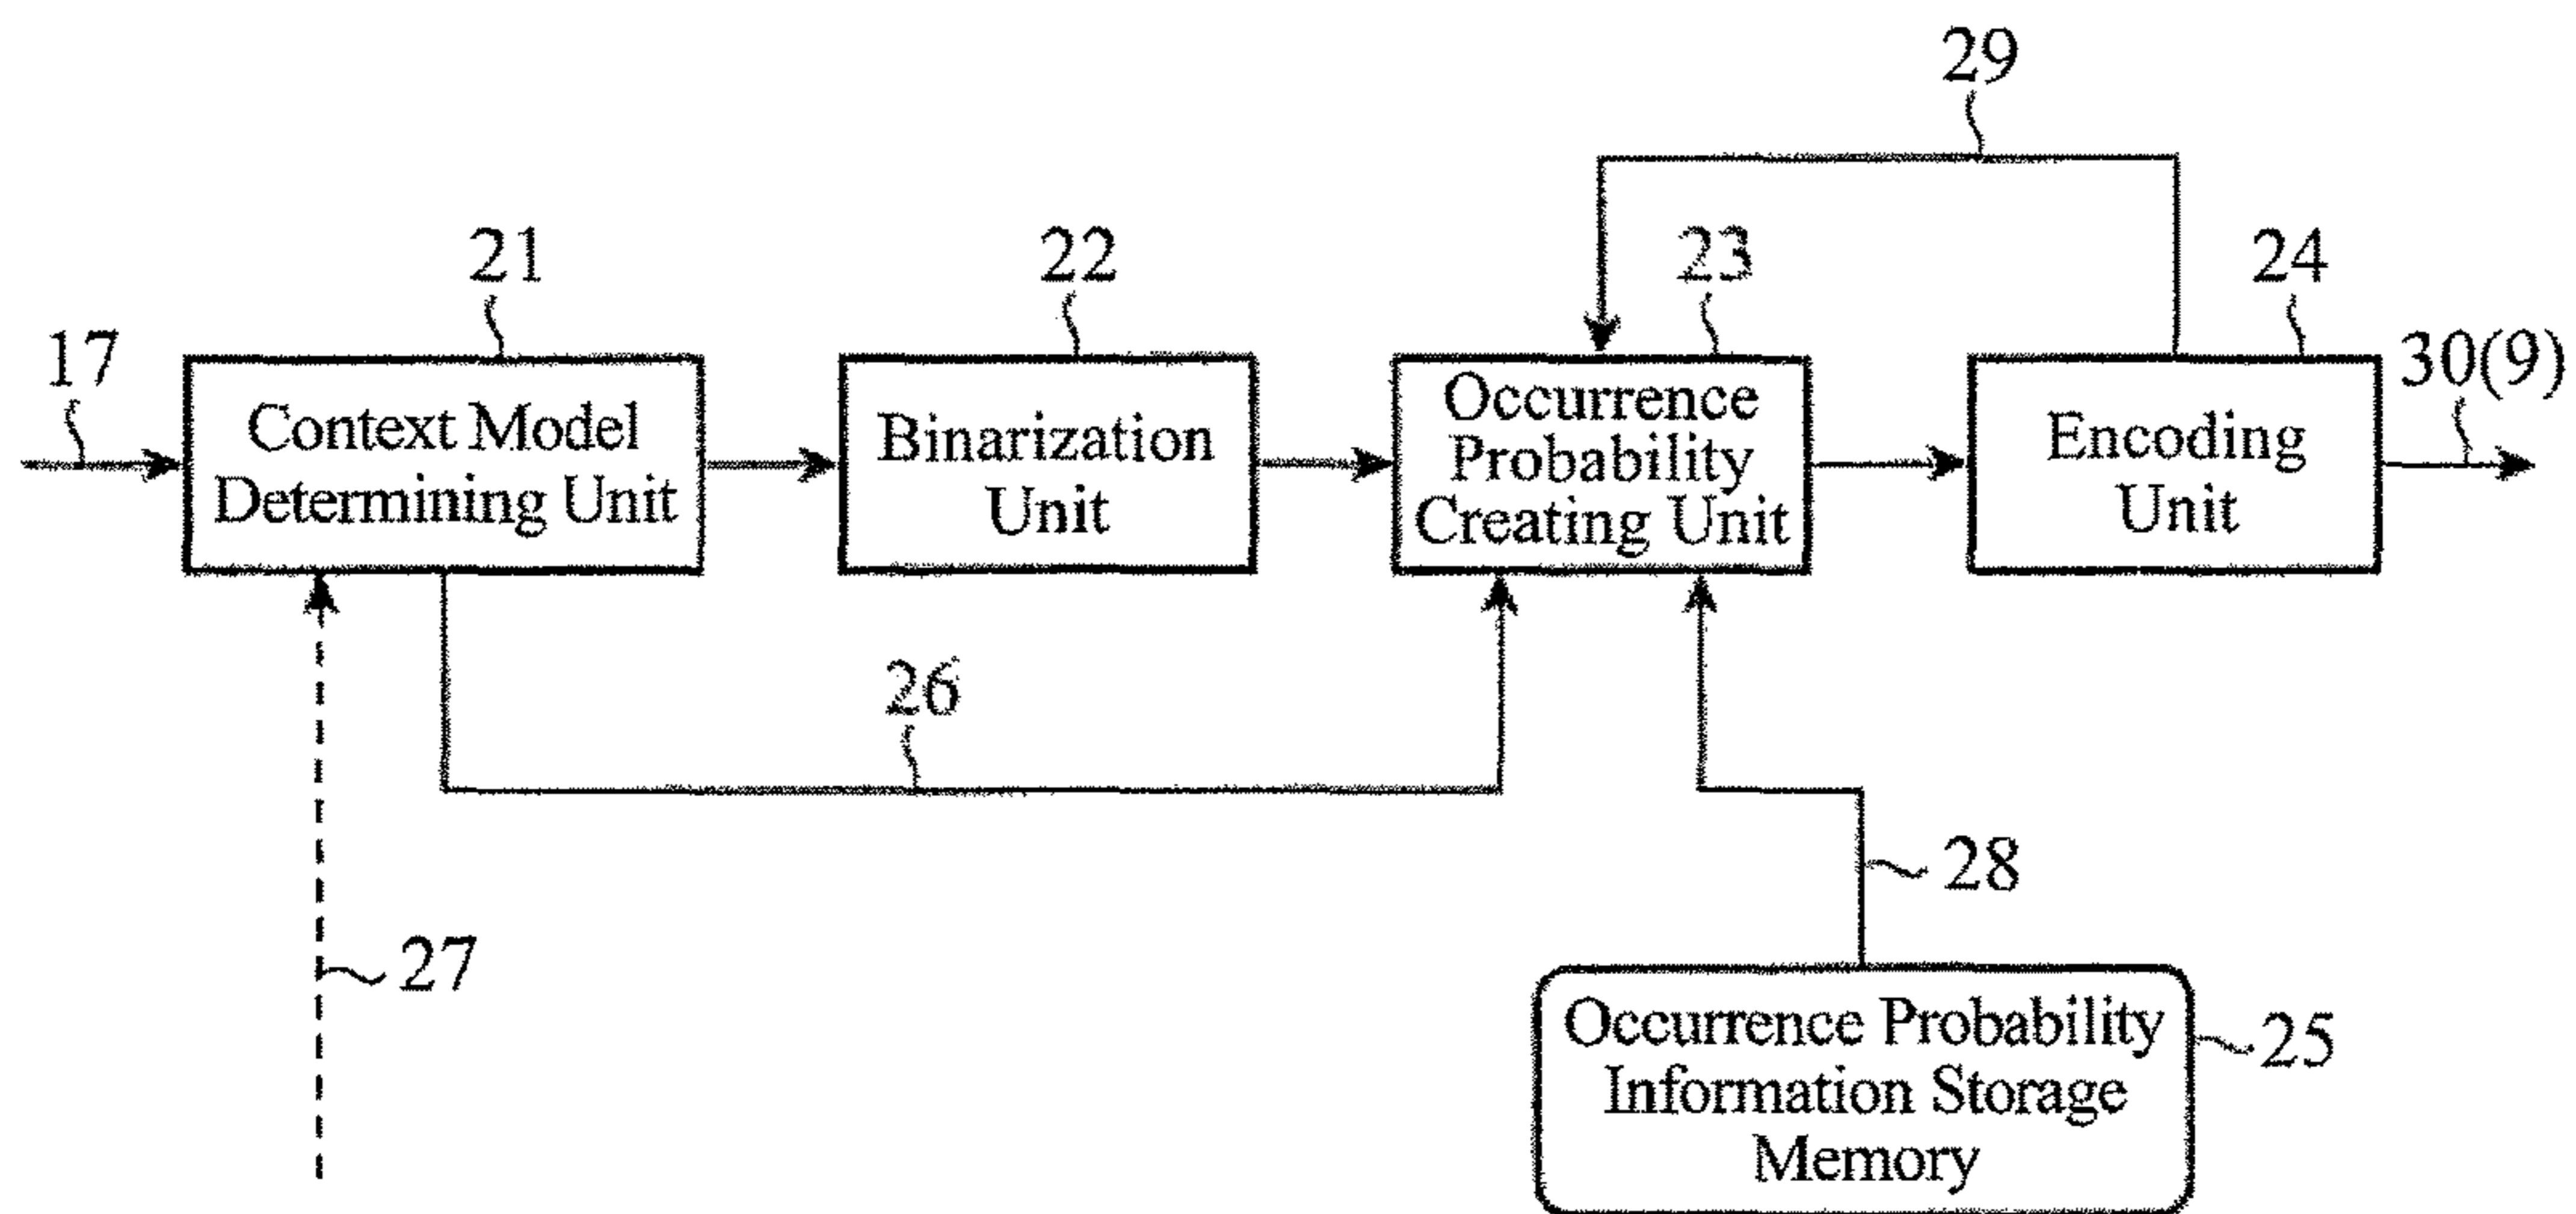 29
21
22
23
24
17
30(9)
Context Model
Determining Unit
Binarization
Unit
Occurrence
Probability
Creating Unit
Encoding
Unit
26
27
28
Occurrence Probability
Information Storage
Memory
25